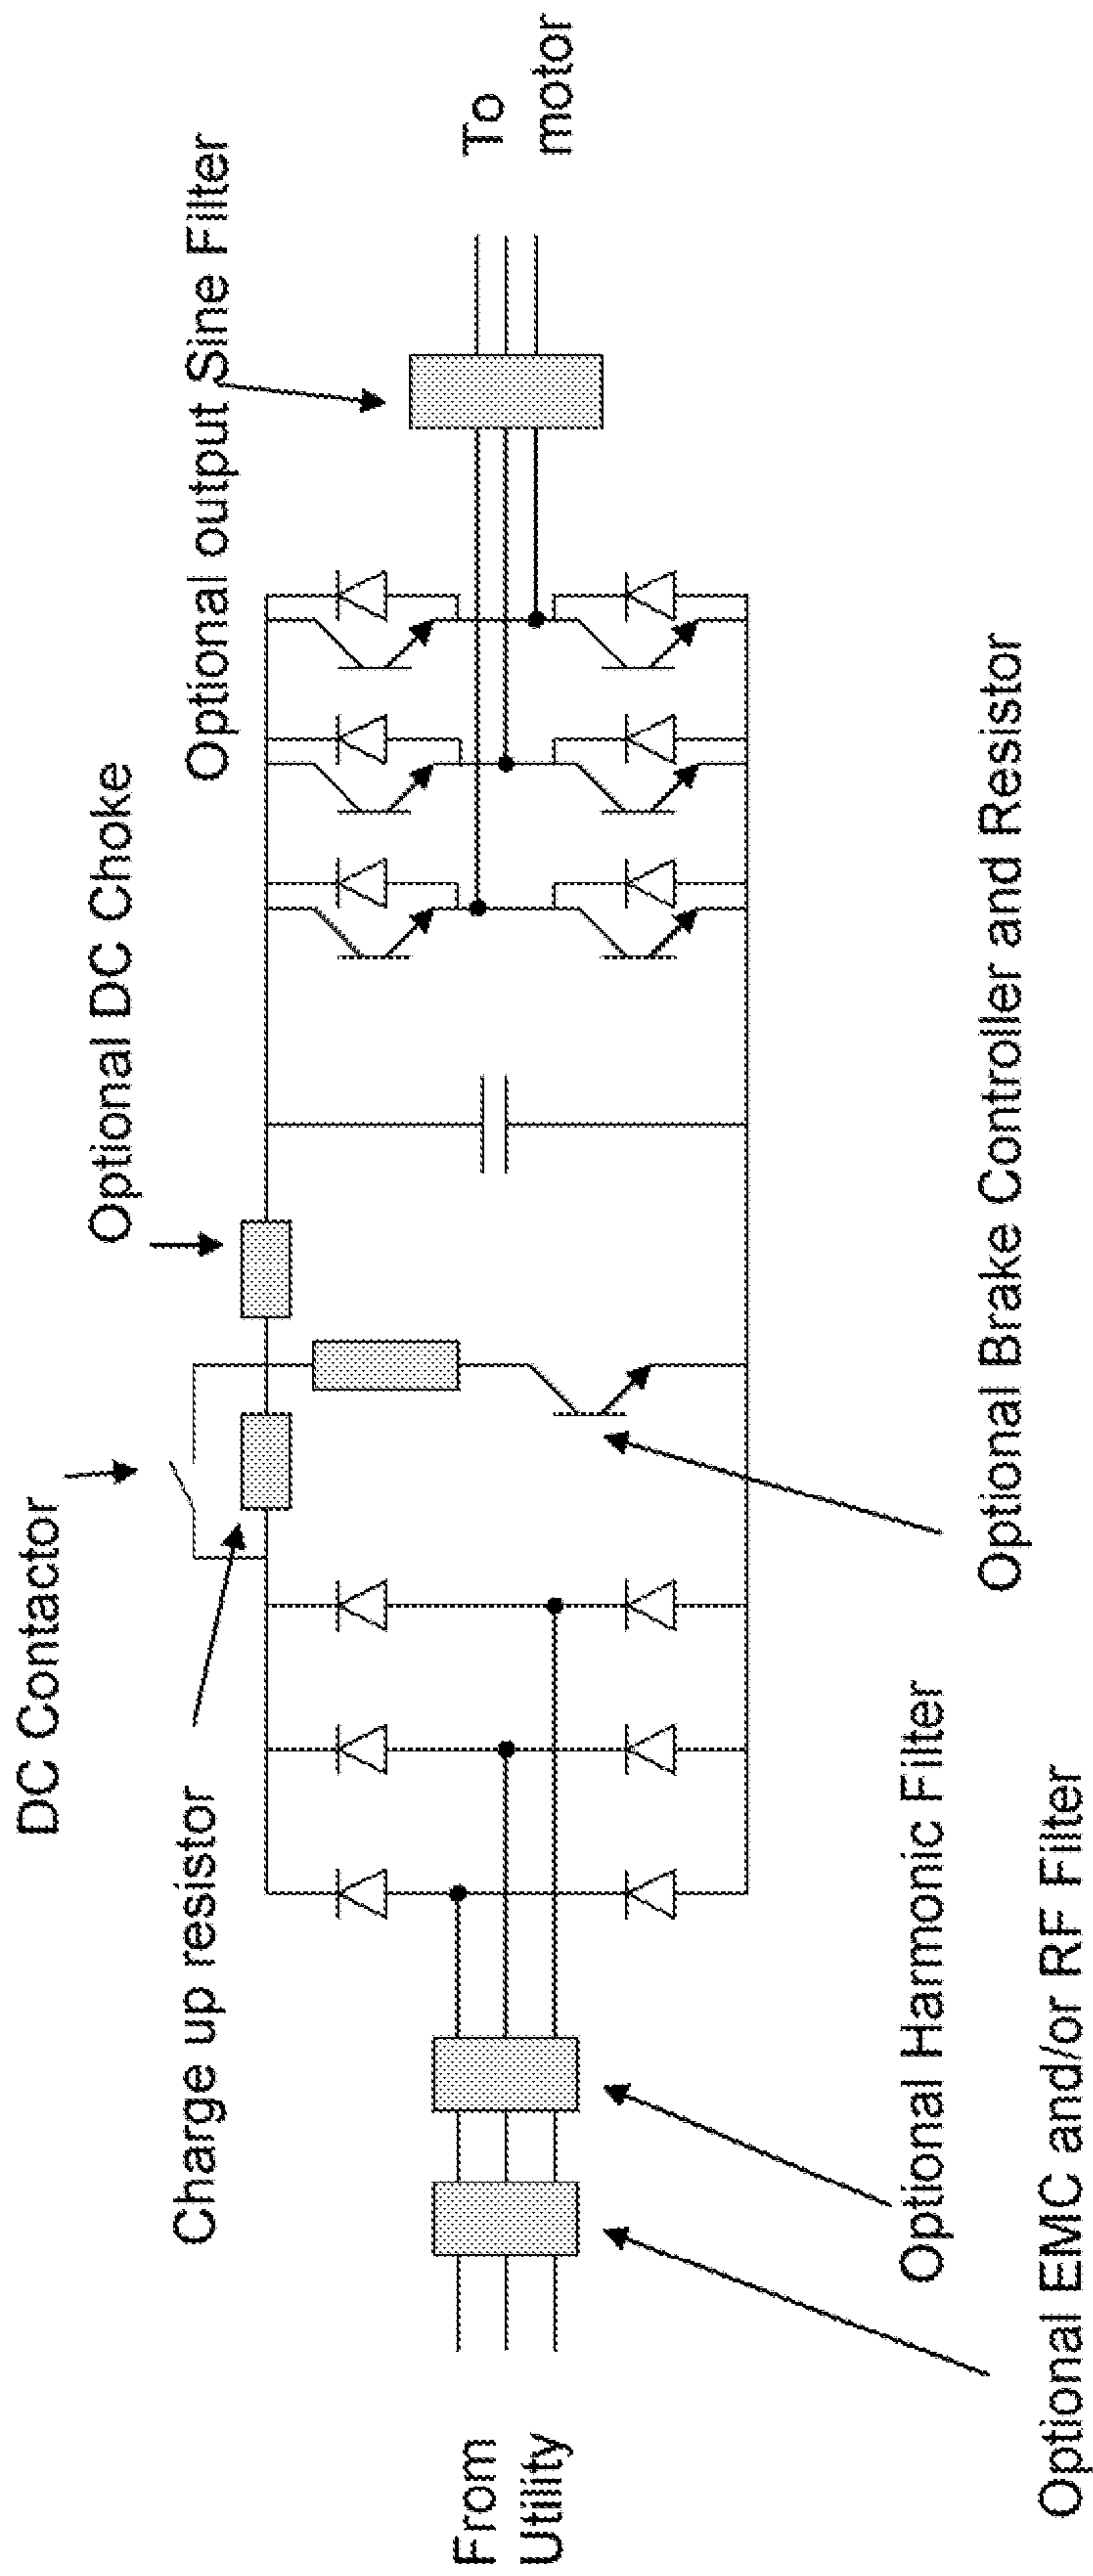 DC Contactor
Optional DC Choke
Charge up resistor
Optional output Sine Filter
From
Utility
To
motor
Optional Harmonic Filter
Optional Brake Controller and Resistor
Optional EMC and/or RF Filter